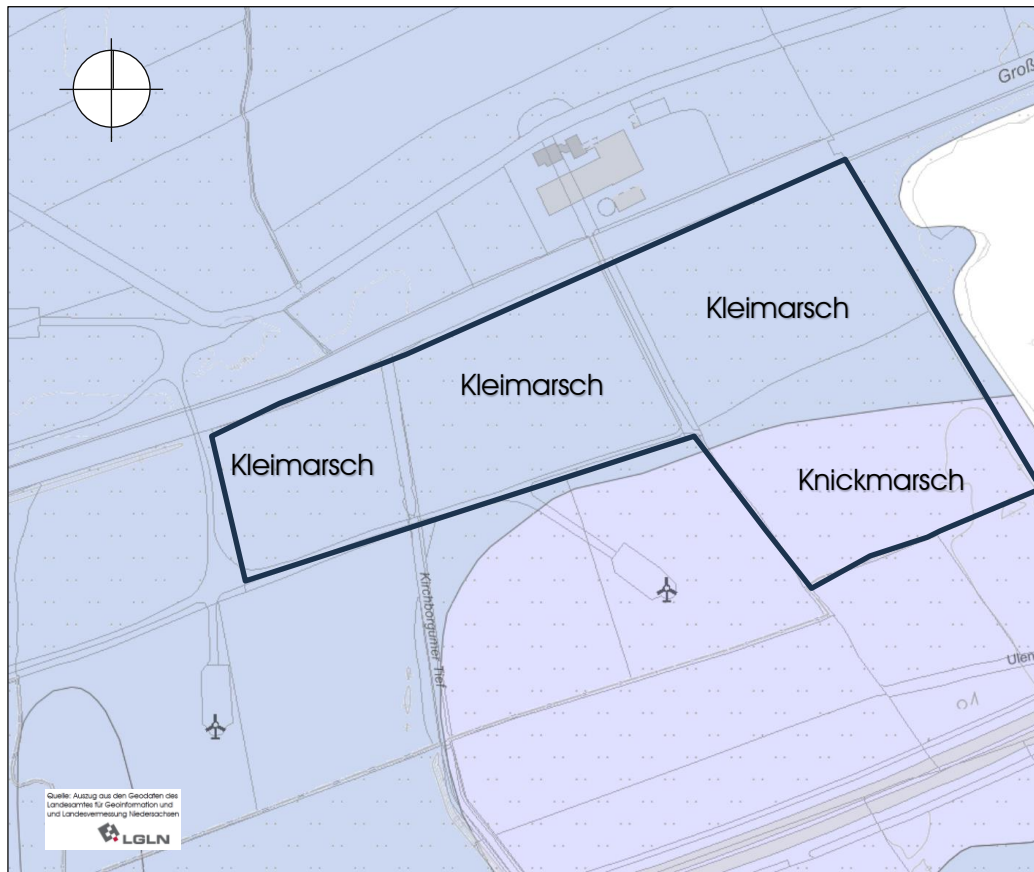 Groß
Kleimarsch
Kleimarsch
Kleimarsch
Knickmarsch
Kirchborgumer Tief
Ulen
Quelle: Auszug aus den Geodaten des
Landesamtes für Geoinformation und
und Landesvermessung Niedersachsen
LGLN